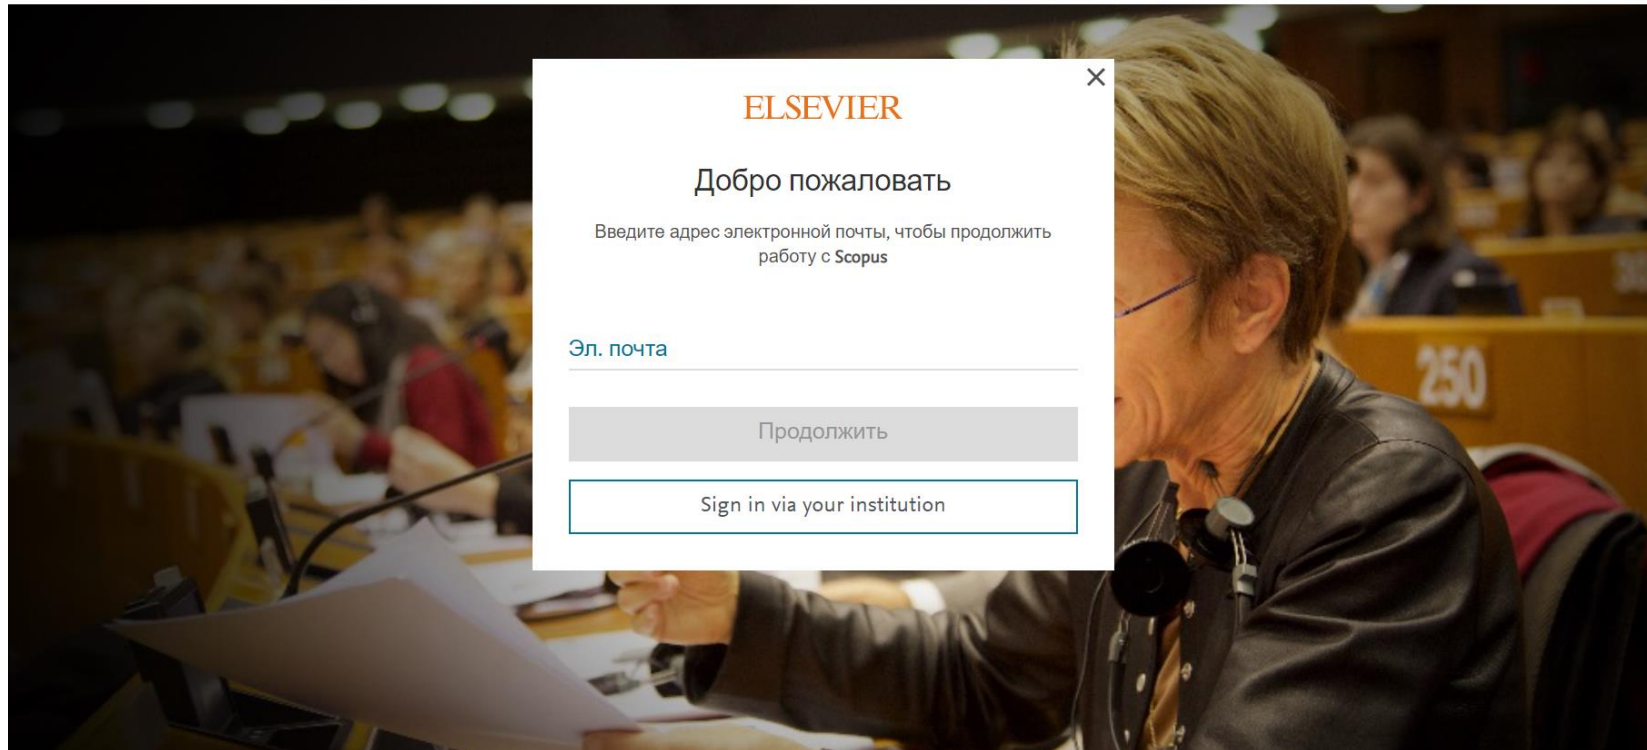 ELSEVIER
Добро пожаловать
Введите адрес электронной почты, чтобы продолжить
работу с Scopus
Эл. почта
Продолжить
Sign in via your institution
250